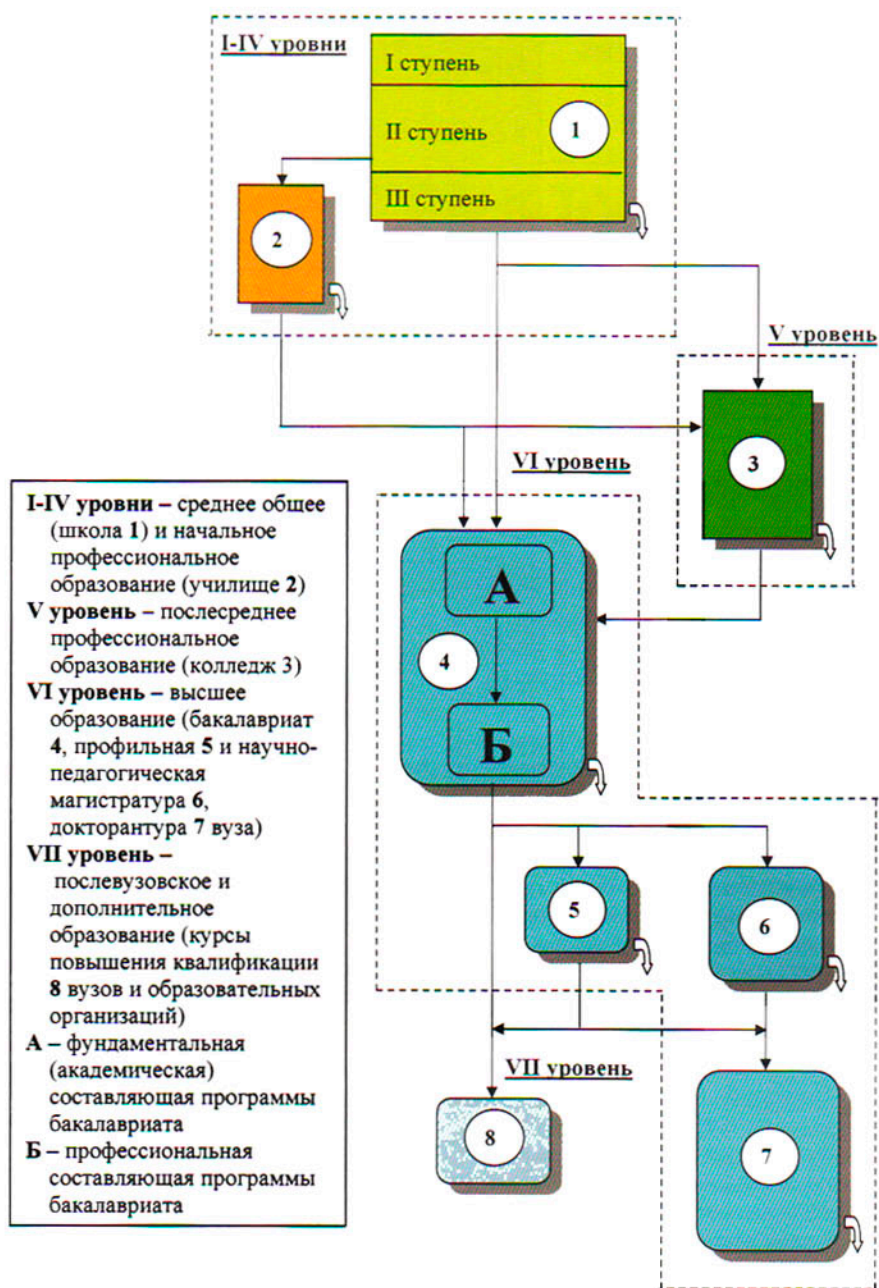 I-IV уровни
I ступень
II ступень
1
III ступень
2
V уровень
3
VI уровень
А
4
Б
5
6
VII уровень
8
7
I-IV уровни – среднее общее
(школа 1) и начальное
профессиональное
образование (училище 2)
V уровень – послесреднее
профессиональное
образование (колледж 3)
VI уровень – высшее
образование (бакалавриат
4, профильная 5 и научно-
педагогическая
магистратура 6,
докторантура 7 вуза)
VII уровень –
послевузовское и
дополнительное
образование (курсы
повышения квалификации
8 вузов и образовательных
организаций)
А – фундаментальная
(академическая)
составляющая программы
бакалавриата
Б – профессиональная
составляющая программы
бакалавриата